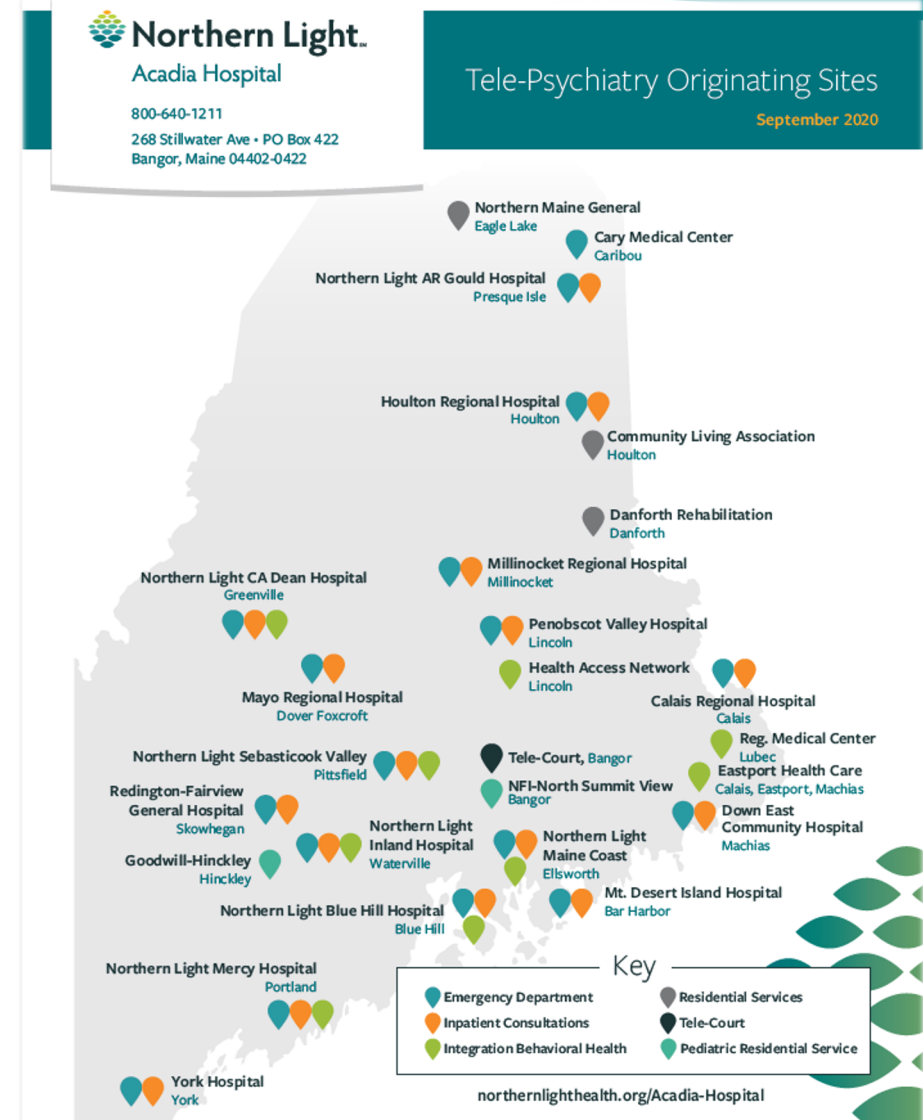 Northern Light℠
Acadia Hospital
800-640-1211
268 Stillwater Ave • PO Box 422
Bangor, Maine 04402-0422
Tele-Psychiatry Originating Sites
September 2020
Northern Maine General
Eagle Lake
Cary Medical Center
Caribou
Northern Light AR Gould Hospital
Presque Isle
Houlton Regional Hospital
Houlton
Community Living Association
Houlton
Danforth Rehabilitation
Danforth
Millinocket Regional Hospital
Millinocket
Northern Light CA Dean Hospital
Greenville
Penobscot Valley Hospital
Lincoln
Health Access Network
Lincoln
Mayo Regional Hospital
Dover Foxcroft
Calais Regional Hospital
Calais
Reg. Medical Center
Lubec
Northern Light Sebasticook Valley
Pittsfield
Tele-Court, Bangor
Eastport Health Care
Calais, Eastport, Machias
NFI-North Summit View
Bangor
Redington-Fairview
General Hospital
Skowhegan
Down East
Community Hospital
Machias
Northern Light
Inland Hospital
Waterville
Northern Light
Maine Coast
Ellsworth
Goodwill-Hinckley
Hinckley
Mt. Desert Island Hospital
Bar Harbor
Northern Light Blue Hill Hospital
Blue Hill
Northern Light Mercy Hospital
Portland
Key
Emergency Department
Inpatient Consultations
Integration Behavioral Health
Residential Services
Tele-Court
Pediatric Residential Service
York Hospital
York
northernlighthealth.org/Acadia-Hospital